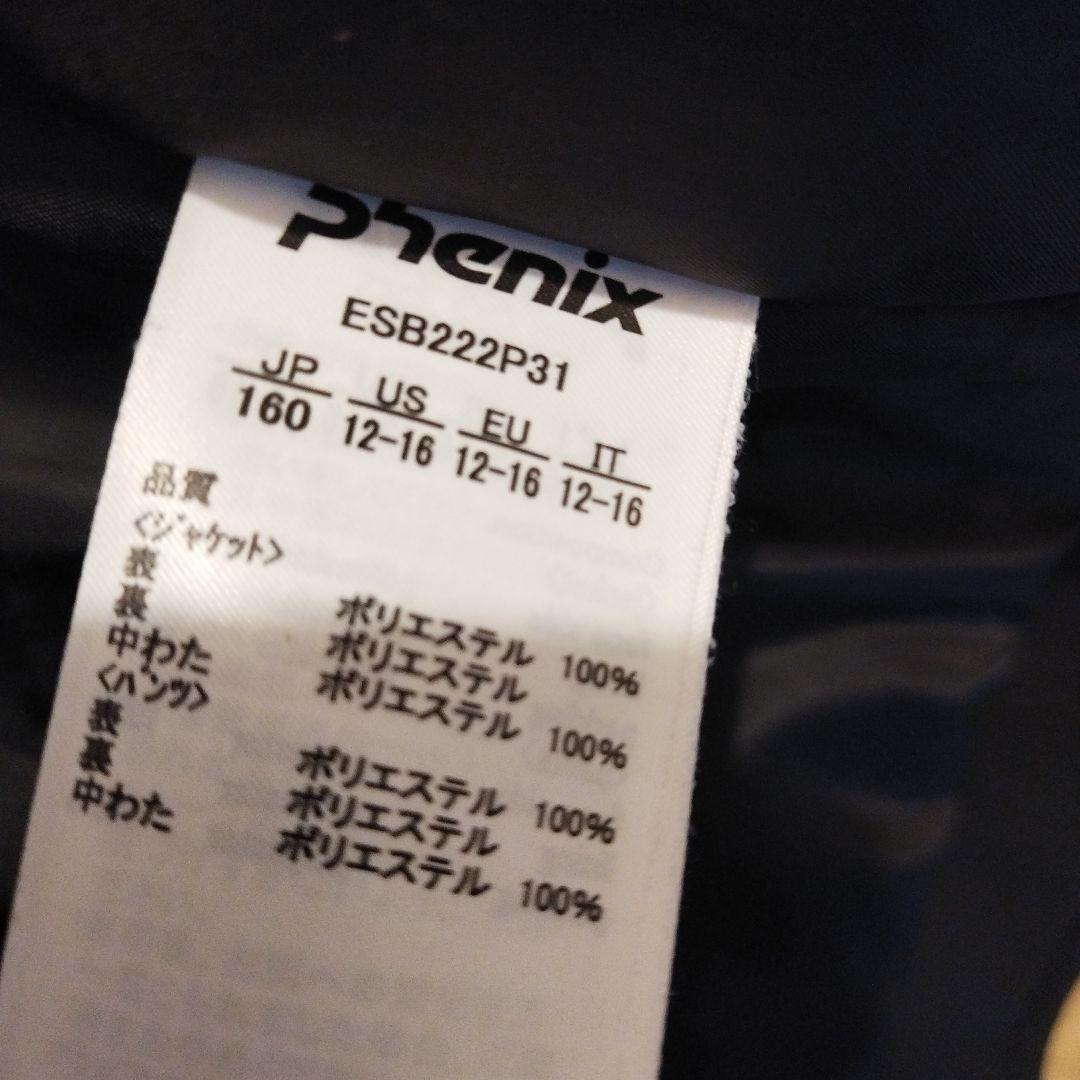 phenix
ESB222P31
JP US EU IT
160 12-16 12-16 12-16
品質
<ジャケット>
表 ポリエステル 100%
裏 ポリエステル
中わた ポリエステル 100%
<パンツ>
表 ポリエステル 100%
裏 ポリエステル
中わた ポリエステル 100%